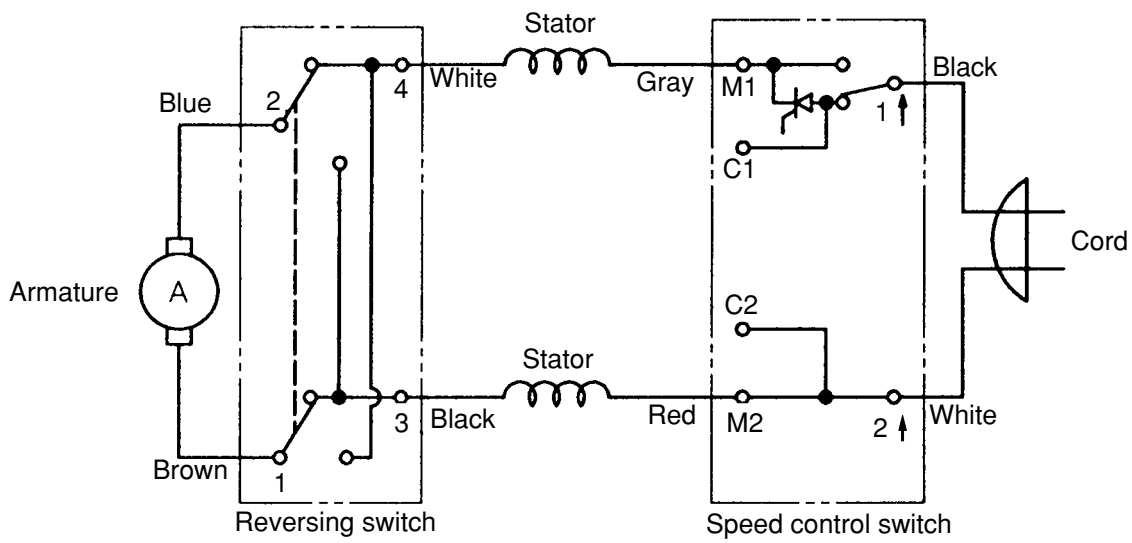 Stator
White
Gray
M1
Black
Blue
2
4
1
C1
Cord
Armature
A
C2
Stator
Black
Red
M2
White
3
2
Brown
1
Reversing switch
Speed control switch